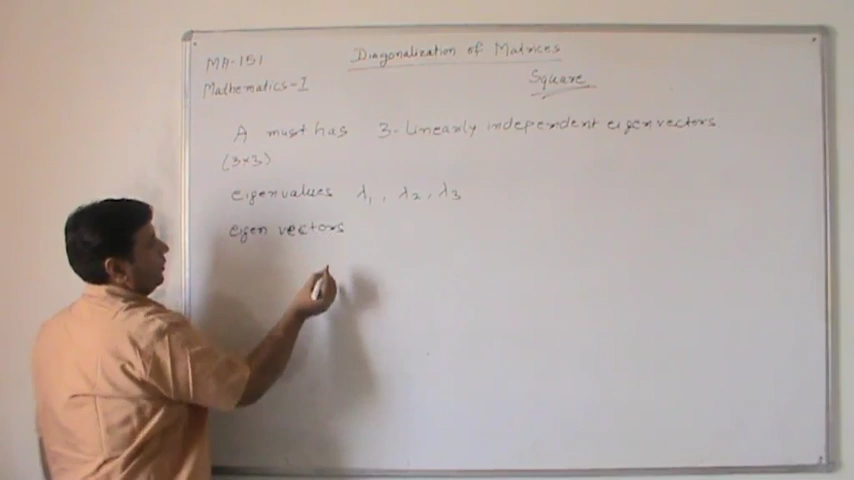 MA-151
Diagonalization of Matrices
Mathematics-I
Square
A must has 3-Linearly independent eigenvectors
(3×3)
eigenvalues λ₁, λ₂, λ₃
eigen vectors